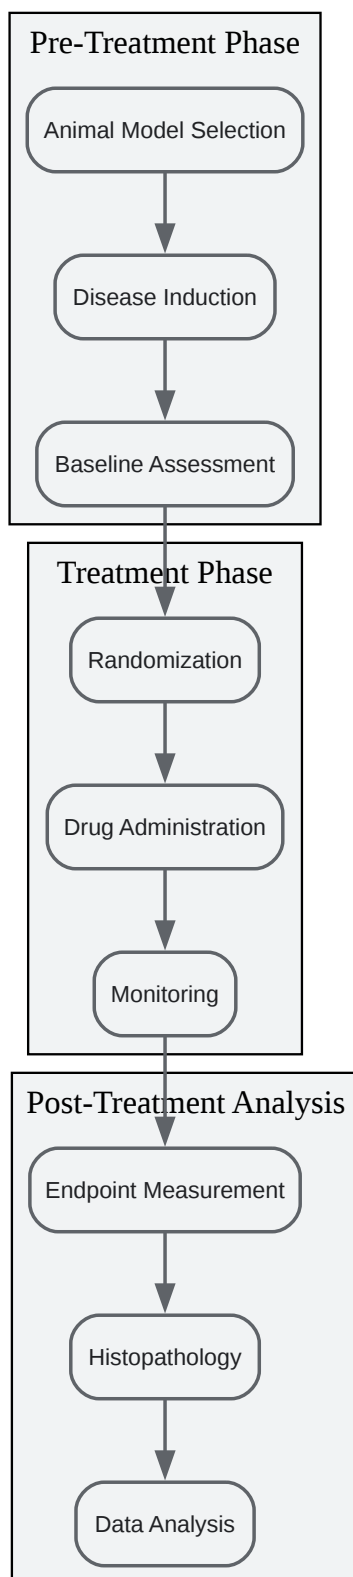 Pre-Treatment Phase
Animal Model Selection
Disease Induction
Baseline Assessment
Treatment Phase
Randomization
Drug Administration
Monitoring
Post-Treatment Analysis
Endpoint Measurement
Histopathology
Data Analysis